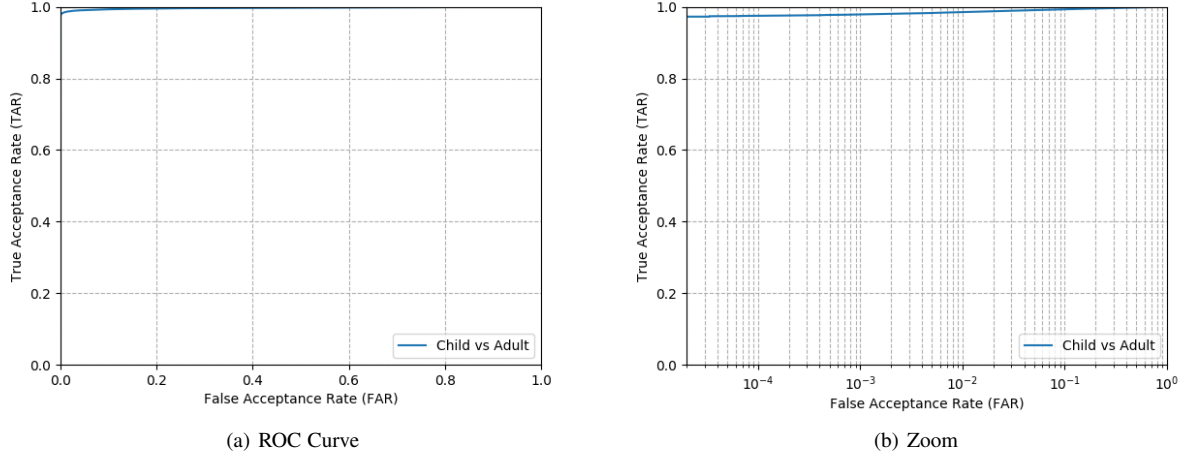 1.0
0.8
0.6
0.4
0.2
0.0
True Acceptance Rate (TAR)
Child vs Adult
0.0 0.2 0.4 0.6 0.8 1.0
False Acceptance Rate (FAR)
(a) ROC Curve
1.0
0.8
0.6
0.4
0.2
0.0
True Acceptance Rate (TAR)
Child vs Adult
10⁻⁴ 10⁻³ 10⁻² 10⁻¹ 10⁰
False Acceptance Rate (FAR)
(b) Zoom